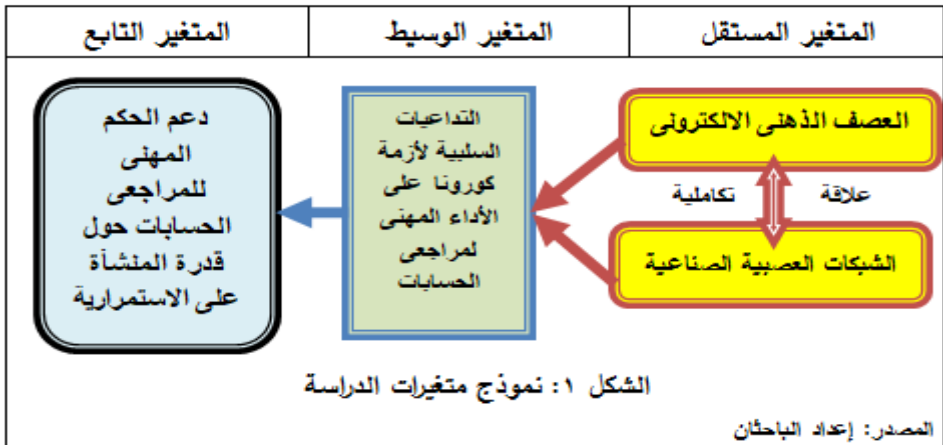 المتغير المستقل
المتغير الوسيط
المتغير التابع
العصف الذهنى الالكترونى
علاقة
تكاملية
الشبكات العصبية الصناعية
التداعيات
السلبية لأزمة
كورونا على
الأداء المهنى
لمراجعى
الحسابات
دعم الحكم
المهنى
للمراجعى
الحسابات حول
قدرة المنشأة
على الاستمرارية
الشكل ١: نموذج متغيرات الدراسة
المصدر: إعداد الباحثان